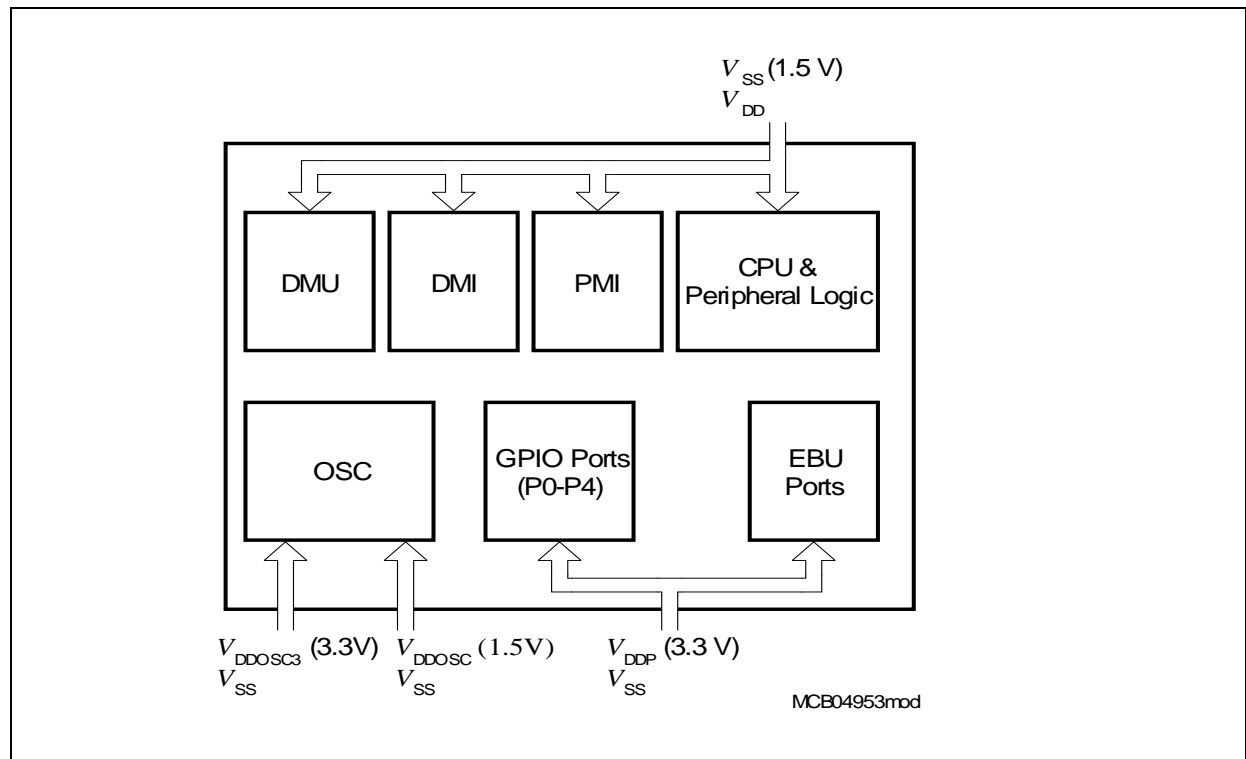 VSS (1.5 V)
VDD
DMU
DMI
PMI
CPU &
Peripheral Logic
OSC
GPIO Ports
(P0-P4)
EBU
Ports
VDDOSC3 (3.3V)
VSS
VDDOSC (1.5V)
VSS
VDDP (3.3 V)
VSS
MCB04953mod